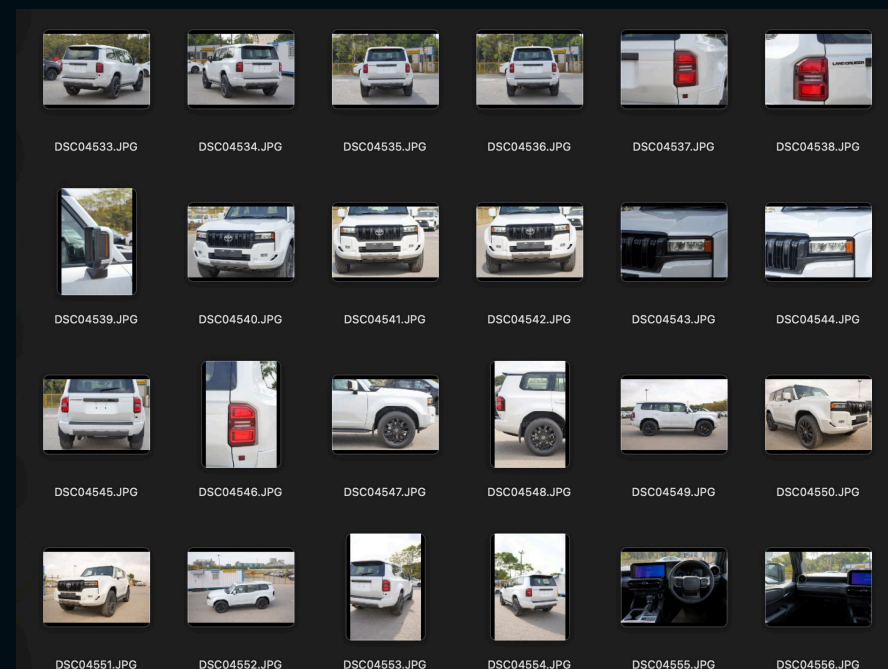 DSC04533.JPG DSC04534.JPG DSC04535.JPG DSC04536.JPG DSC04537.JPG DSC04538.JPG
LAND CRUISER
DSC04539.JPG DSC04540.JPG DSC04541.JPG DSC04542.JPG DSC04543.JPG DSC04544.JPG
DSC04545.JPG DSC04546.JPG DSC04547.JPG DSC04548.JPG DSC04549.JPG DSC04550.JPG
DSC04551.JPG DSC04552.JPG DSC04553.JPG DSC04554.JPG DSC04555.JPG DSC04556.JPG